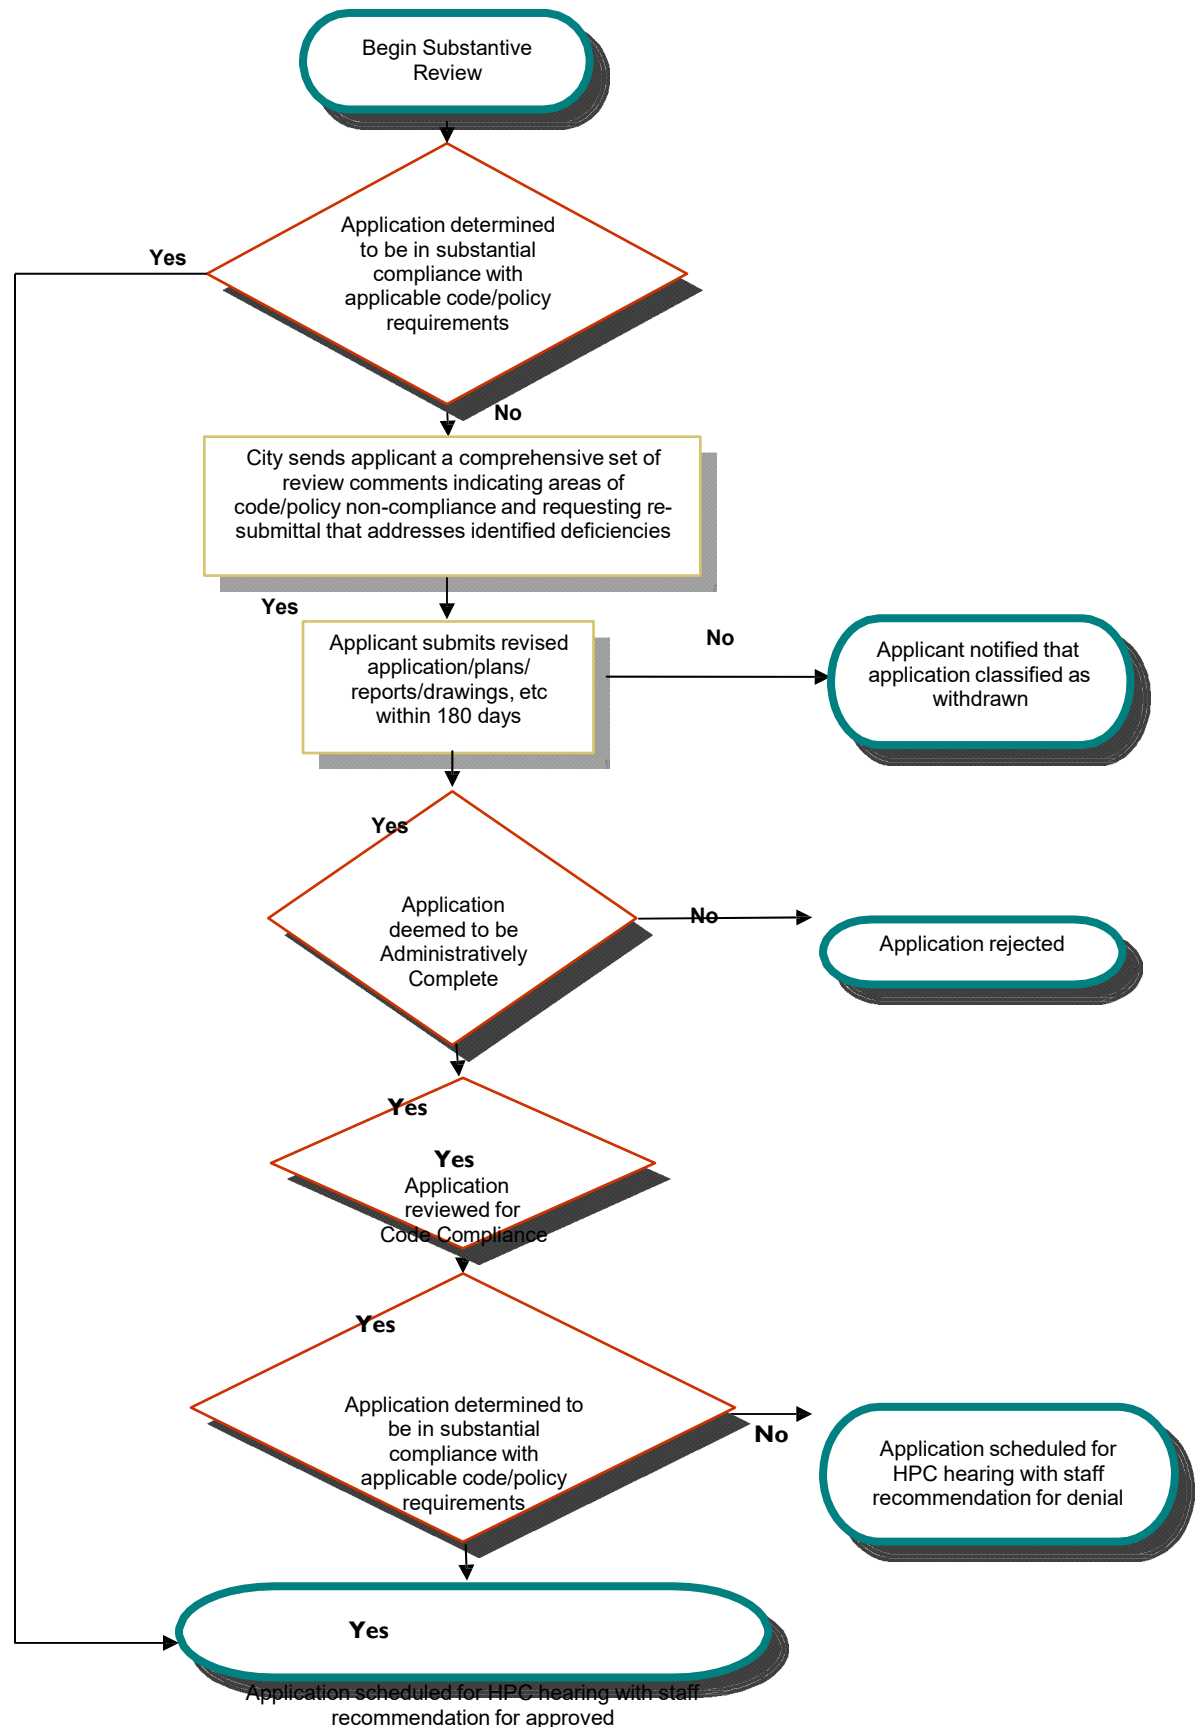 Begin Substantive
Review
Application determined
to be in substantial
compliance with
applicable code/policy
requirements
Yes
No
City sends applicant a comprehensive set of
review comments indicating areas of
code/policy non-compliance and requesting re-
submittal that addresses identified deficiencies
Yes
Applicant submits revised
application/plans/
reports/drawings, etc
within 180 days
No
Applicant notified that
application classified as
withdrawn
Yes
Application
deemed to be
Administratively
Complete
No
Application rejected
Yes
Yes
Application
reviewed for
Code Compliance
Yes
Application determined to
be in substantial
compliance with
applicable code/policy
requirements
No
Application scheduled for
HPC hearing with staff
recommendation for denial
Yes
Application scheduled for HPC hearing with staff
recommendation for approved